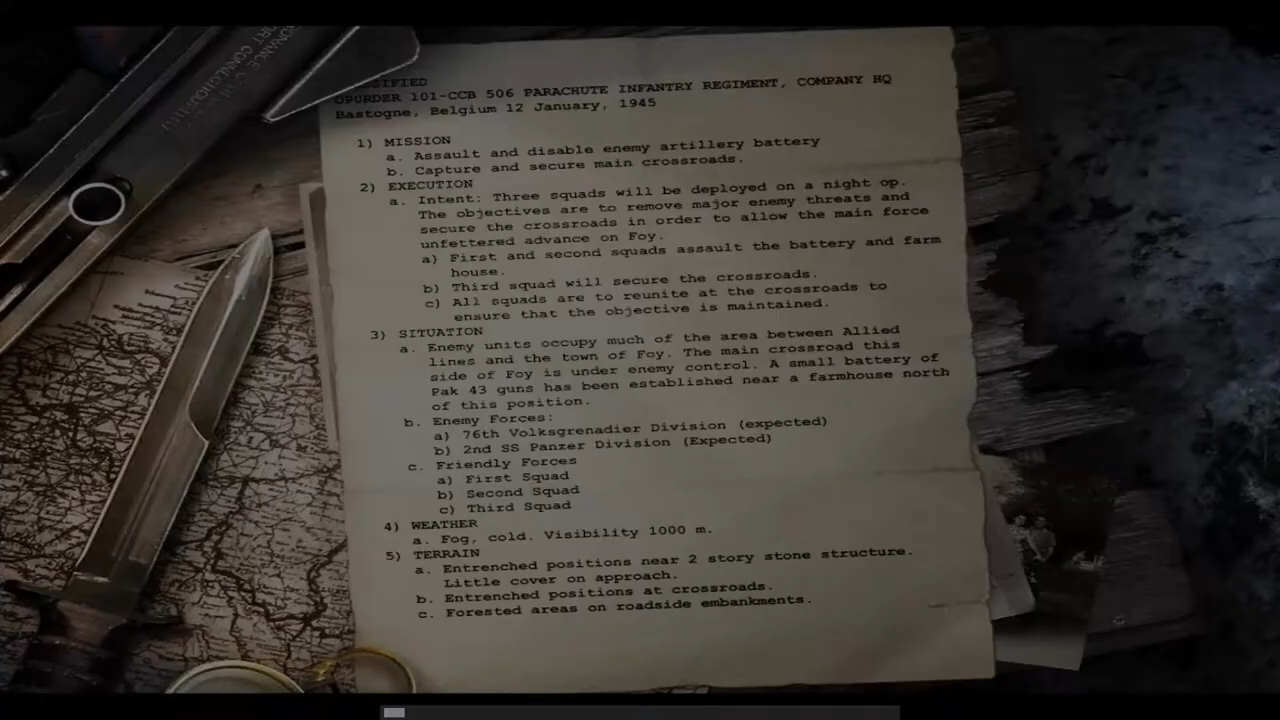 OPORDER 101-CCB 506 PARACHUTE INFANTRY REGIMENT, COMPANY HQ
Bastogne, Belgium 12 January, 1945
1) MISSION
a. Assault and disable enemy artillery battery
b. Capture and secure main crossroads.
2) EXECUTION
a. Intent: Three squads will be deployed on a night op.
The objectives are to remove major enemy threats and
secure the crossroads in order to allow the main force
unfettered advance on Foy.
a) First and second squads assault the battery and farm
house.
b) Third squad will secure the crossroads.
c) All squads are to reunite at the crossroads to
ensure that the objective is maintained.
3) SITUATION
a. Enemy units occupy much of the area between Allied
lines and the town of Foy. The main crossroad this
side of Foy is under enemy control. A small battery of
Pak 43 guns has been established near a farmhouse north
of this position.
b. Enemy Forces:
a) 76th Volksgrenadier Division (expected)
b) 2nd SS Panzer Division (Expected)
c. Friendly Forces
a) First Squad
b) Second Squad
c) Third Squad
4) WEATHER
a. Fog, cold. Visibility 1000 m.
5) TERRAIN
a. Entrenched positions near 2 story stone structure.
Little cover on approach.
b. Entrenched positions at crossroads.
c. Forested areas on roadside embankments.